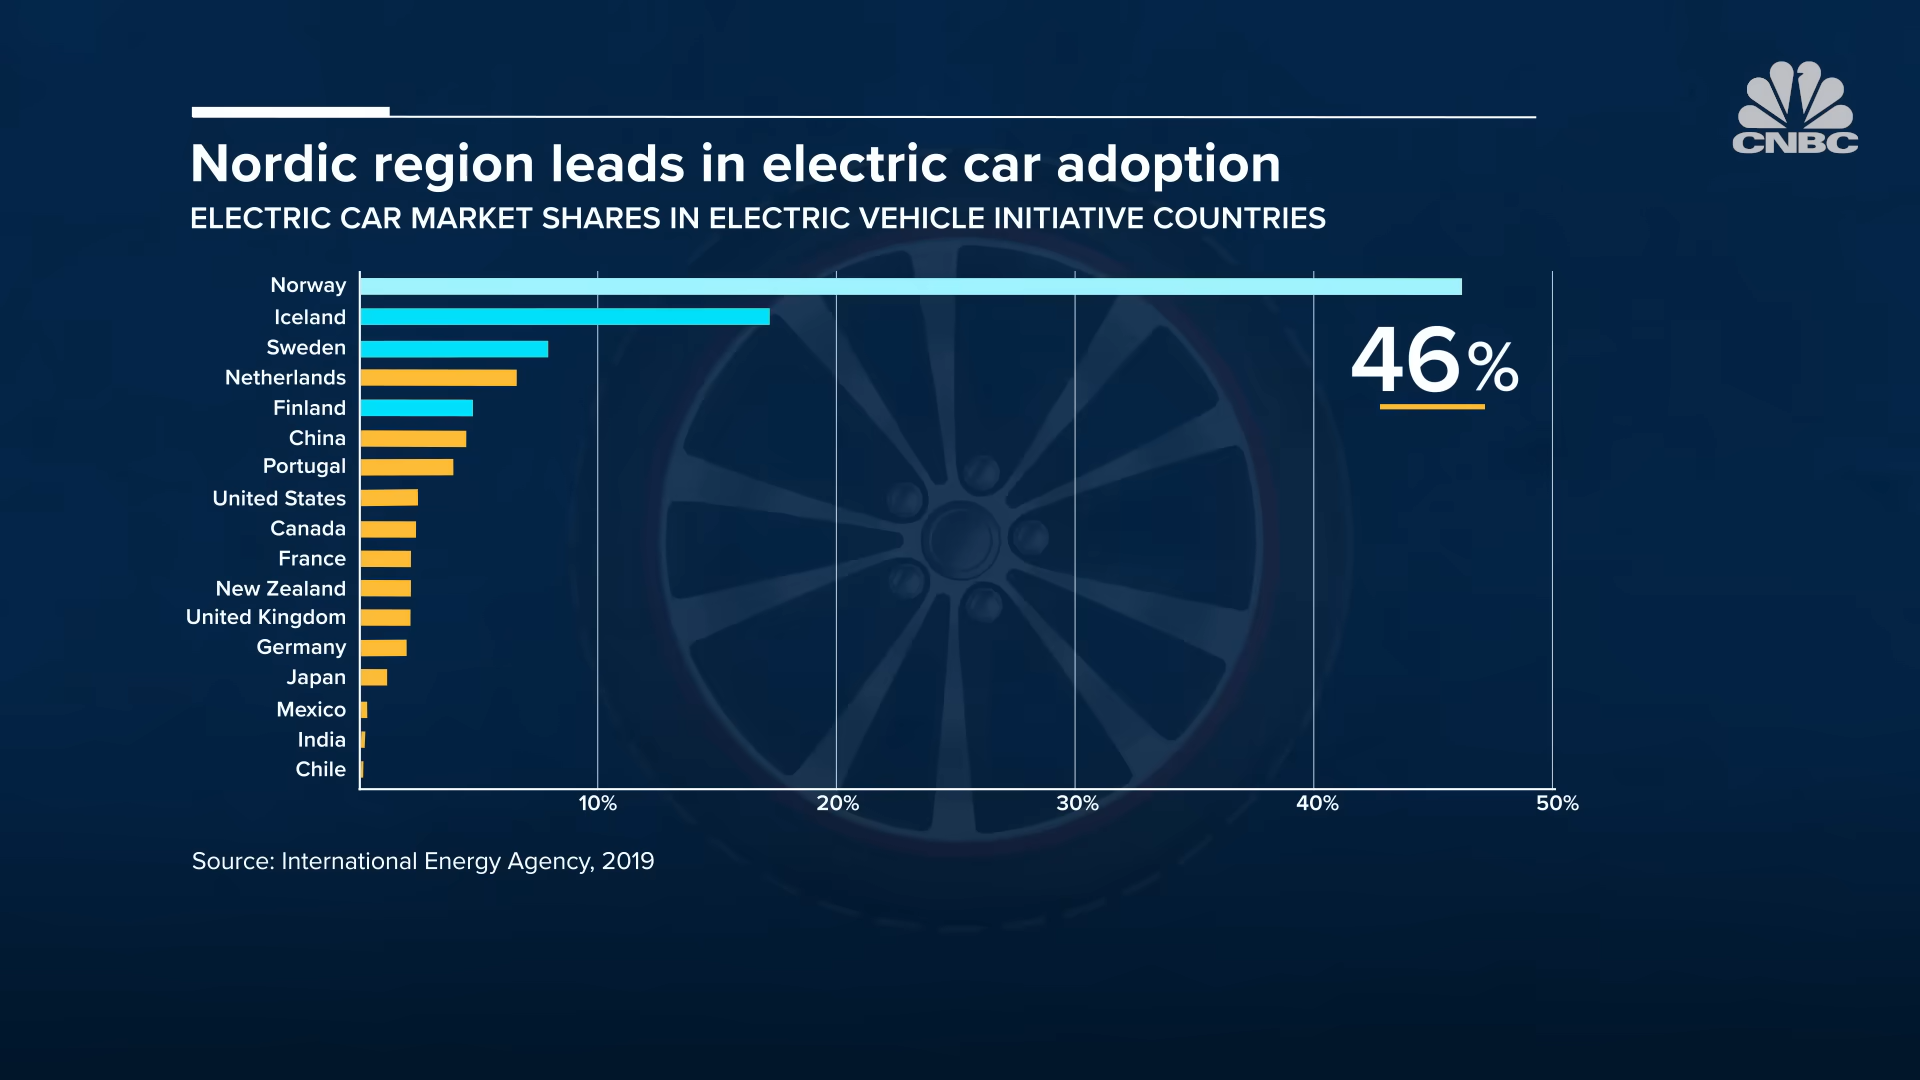 CNBC
Nordic region leads in electric car adoption
ELECTRIC CAR MARKET SHARES IN ELECTRIC VEHICLE INITIATIVE COUNTRIES
Norway
Iceland
46%
Sweden
Netherlands
Finland
China
Portugal
United States
Canada
France
New Zealand
United Kingdom
Germany
Japan
Mexico
India
Chile
10% 20% 30% 40% 50%
Source: International Energy Agency, 2019